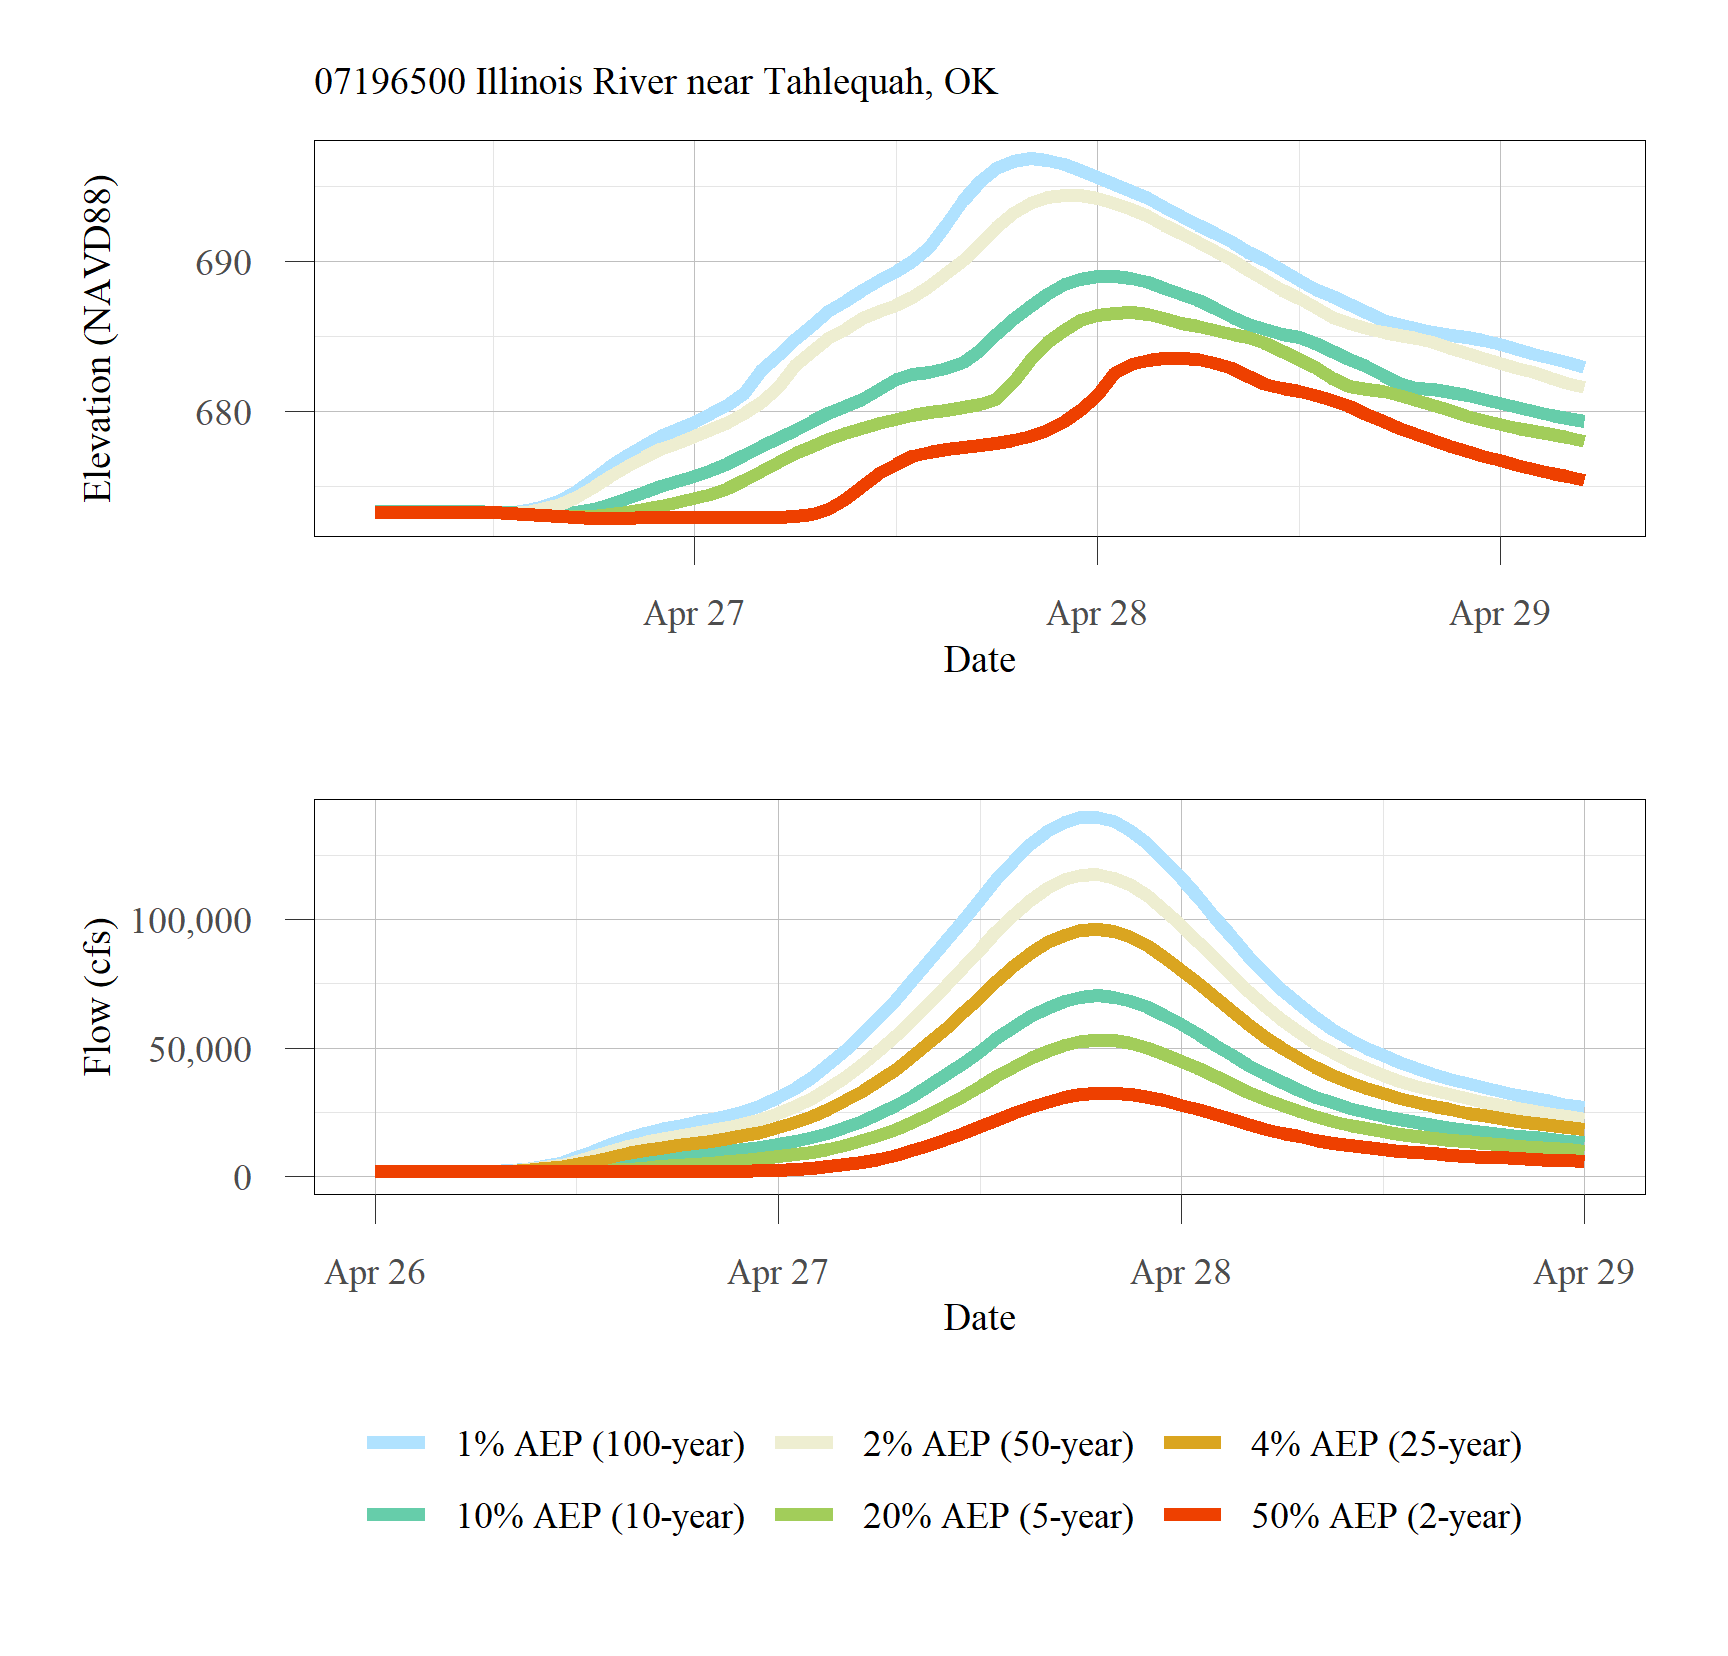 07196500 Illinois River near Tahlequah, OK
Elevation (NAVD88)
690
680
Apr 27 Apr 28 Apr 29
Date
Flow (cfs)
100,000
50,000
0
Apr 26 Apr 27 Apr 28 Apr 29
Date
1% AEP (100-year) 2% AEP (50-year) 4% AEP (25-year)
10% AEP (10-year) 20% AEP (5-year) 50% AEP (2-year)